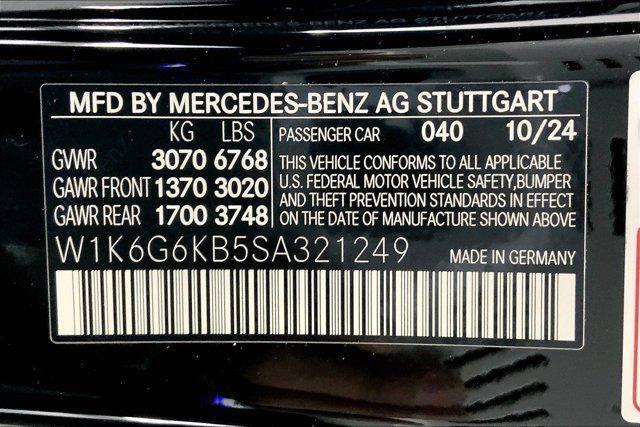 MFD BY MERCEDES-BENZ AG STUTTGART
KG LBS
GWR 3070 6768
GAWR FRONT 1370 3020
GAWR REAR 1700 3748
PASSENGER CAR 040 10/24
THIS VEHICLE CONFORMS TO ALL APPLICABLE
U.S. FEDERAL MOTOR VEHICLE SAFETY,BUMPER
AND THEFT PREVENTION STANDARDS IN EFFECT
ON THE DATE OF MANUFACTURE SHOWN ABOVE
W1K6G6KB5SA321249 MADE IN GERMANY